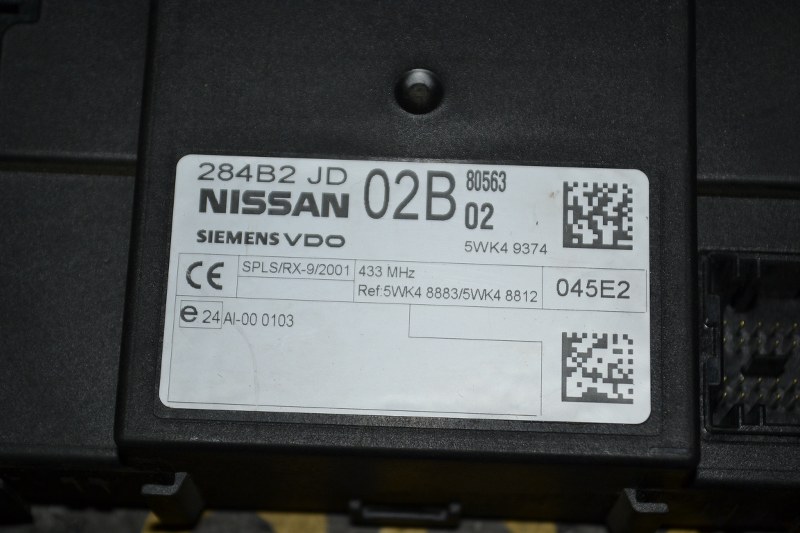 284B2 JD 02B 80563
NISSAN 02
SIEMENS VDO 5WK4 9374
CE SPLS/RX-9/2001 433 MHz 045E2
Ref:5WK4 8883/5WK4 8812
e 24 AI-00 0103